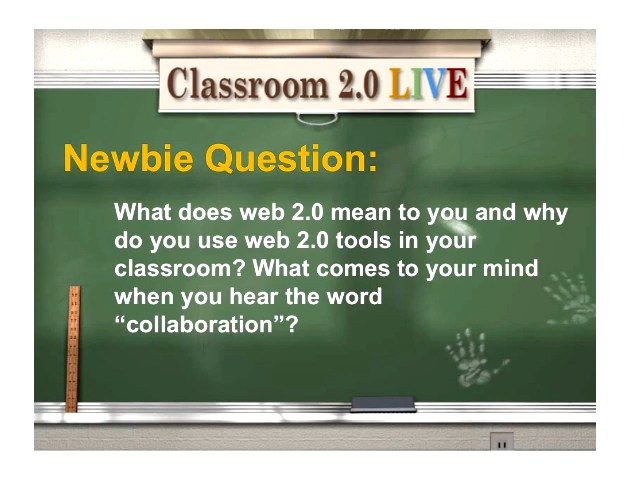 Classroom 2.0 LIVE
Newbie Question:
What does web 2.0 mean to you and why
do you use web 2.0 tools in your
classroom? What comes to your mind
when you hear the word
“collaboration”?